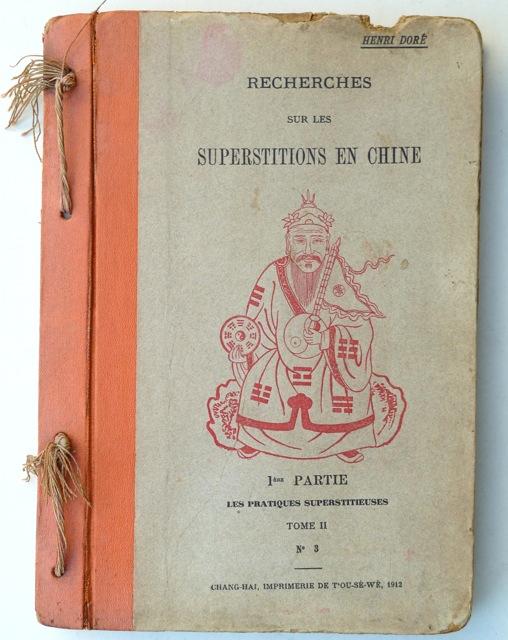 HENRI DORÉ
RECHERCHES
SUR LES
SUPERSTITIONS EN CHINE
1ère PARTIE
LES PRATIQUES SUPERSTITIEUSES
TOME II
N° 3
CHANG-HAI, IMPRIMERIE DE T'OU-SÈ-WÈ, 1912